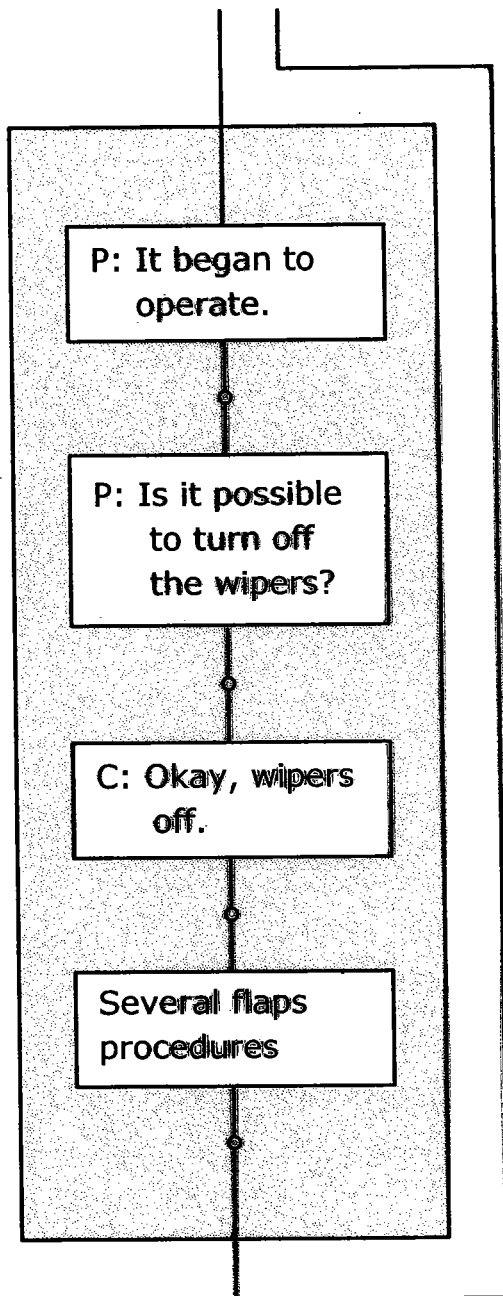 P: It began to
operate.
P: Is it possible
to turn off
the wipers?
C: Okay, wipers
off.
Several flaps
procedures